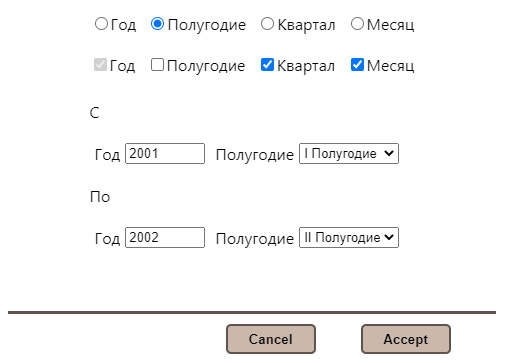 Год Полугодие Квартал Месяц
Год Полугодие Квартал Месяц
С
Год 2001 Полугодие I Полугодие
По
Год 2002 Полугодие II Полугодие
Cancel Accept